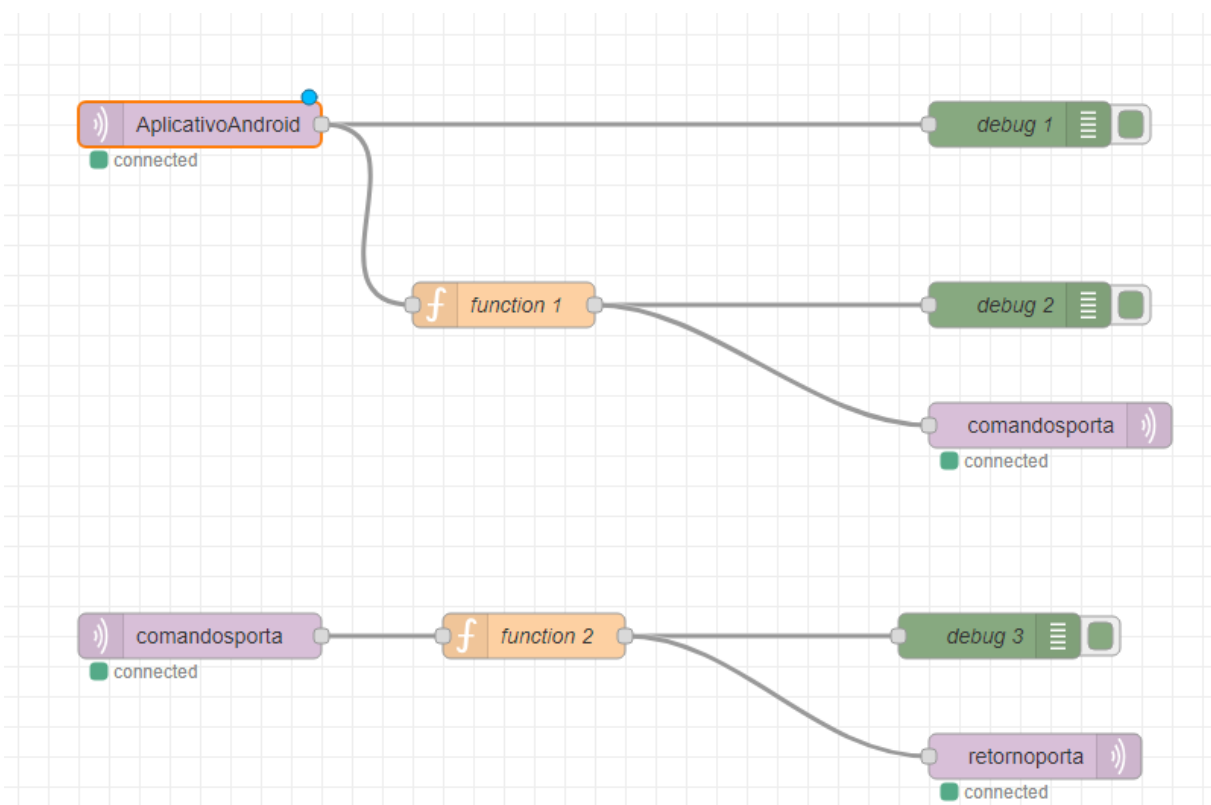 AplicativoAndroid
debug 1
connected
function 1
debug 2
comandosporta
connected
comandosporta
function 2
debug 3
connected
retornoporta
connected